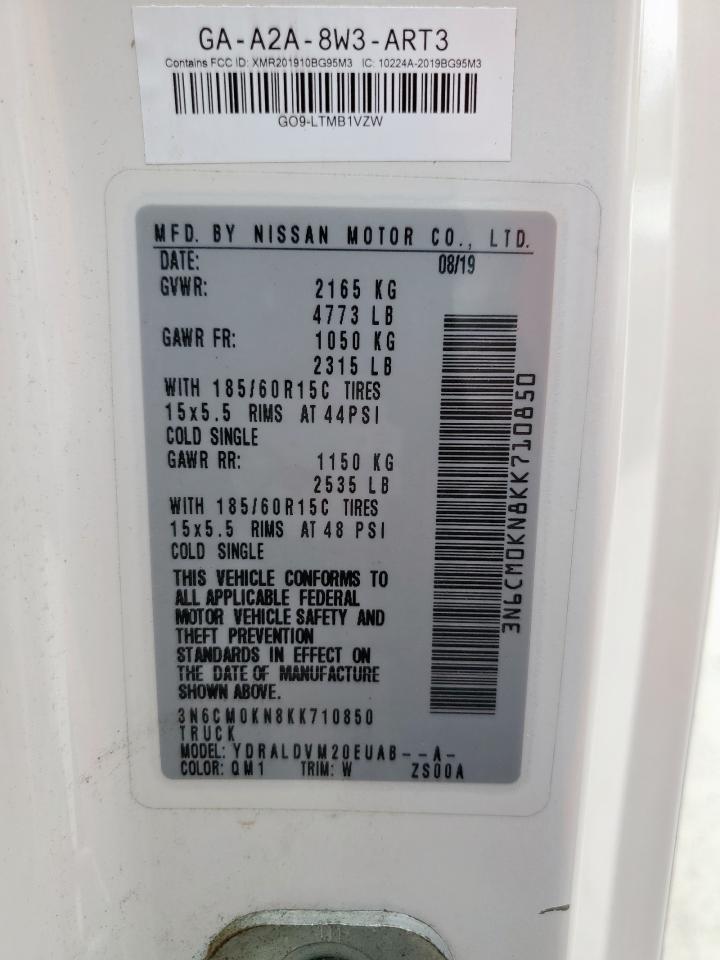 GA-A2A-8W3-ART3
Contains FCC ID: XMR201910BG95M3 IC: 10224A-2019BG95M3
GO9-LTMB1VZW
MFD. BY NISSAN MOTOR CO., LTD.
DATE: 08/19
GVWR: 2165 KG
4773 LB
GAWR FR: 1050 KG
2315 LB
WITH 185/60R15C TIRES
15x5.5 RIMS AT 44PSI
COLD SINGLE
GAWR RR: 1150 KG
2535 LB
WITH 185/60R15C TIRES
15x5.5 RIMS AT 48 PSI
COLD SINGLE
THIS VEHICLE CONFORMS TO
ALL APPLICABLE FEDERAL
MOTOR VEHICLE SAFETY AND
THEFT PREVENTION
STANDARDS IN EFFECT ON
THE DATE OF MANUFACTURE
SHOWN ABOVE.
3N6CM0KN8KK710850
TRUCK
MODEL: YDRALDVM20EUAB--A-
COLOR: QM1 TRIM: W ZS00A
3N6CM0KN8KK710850